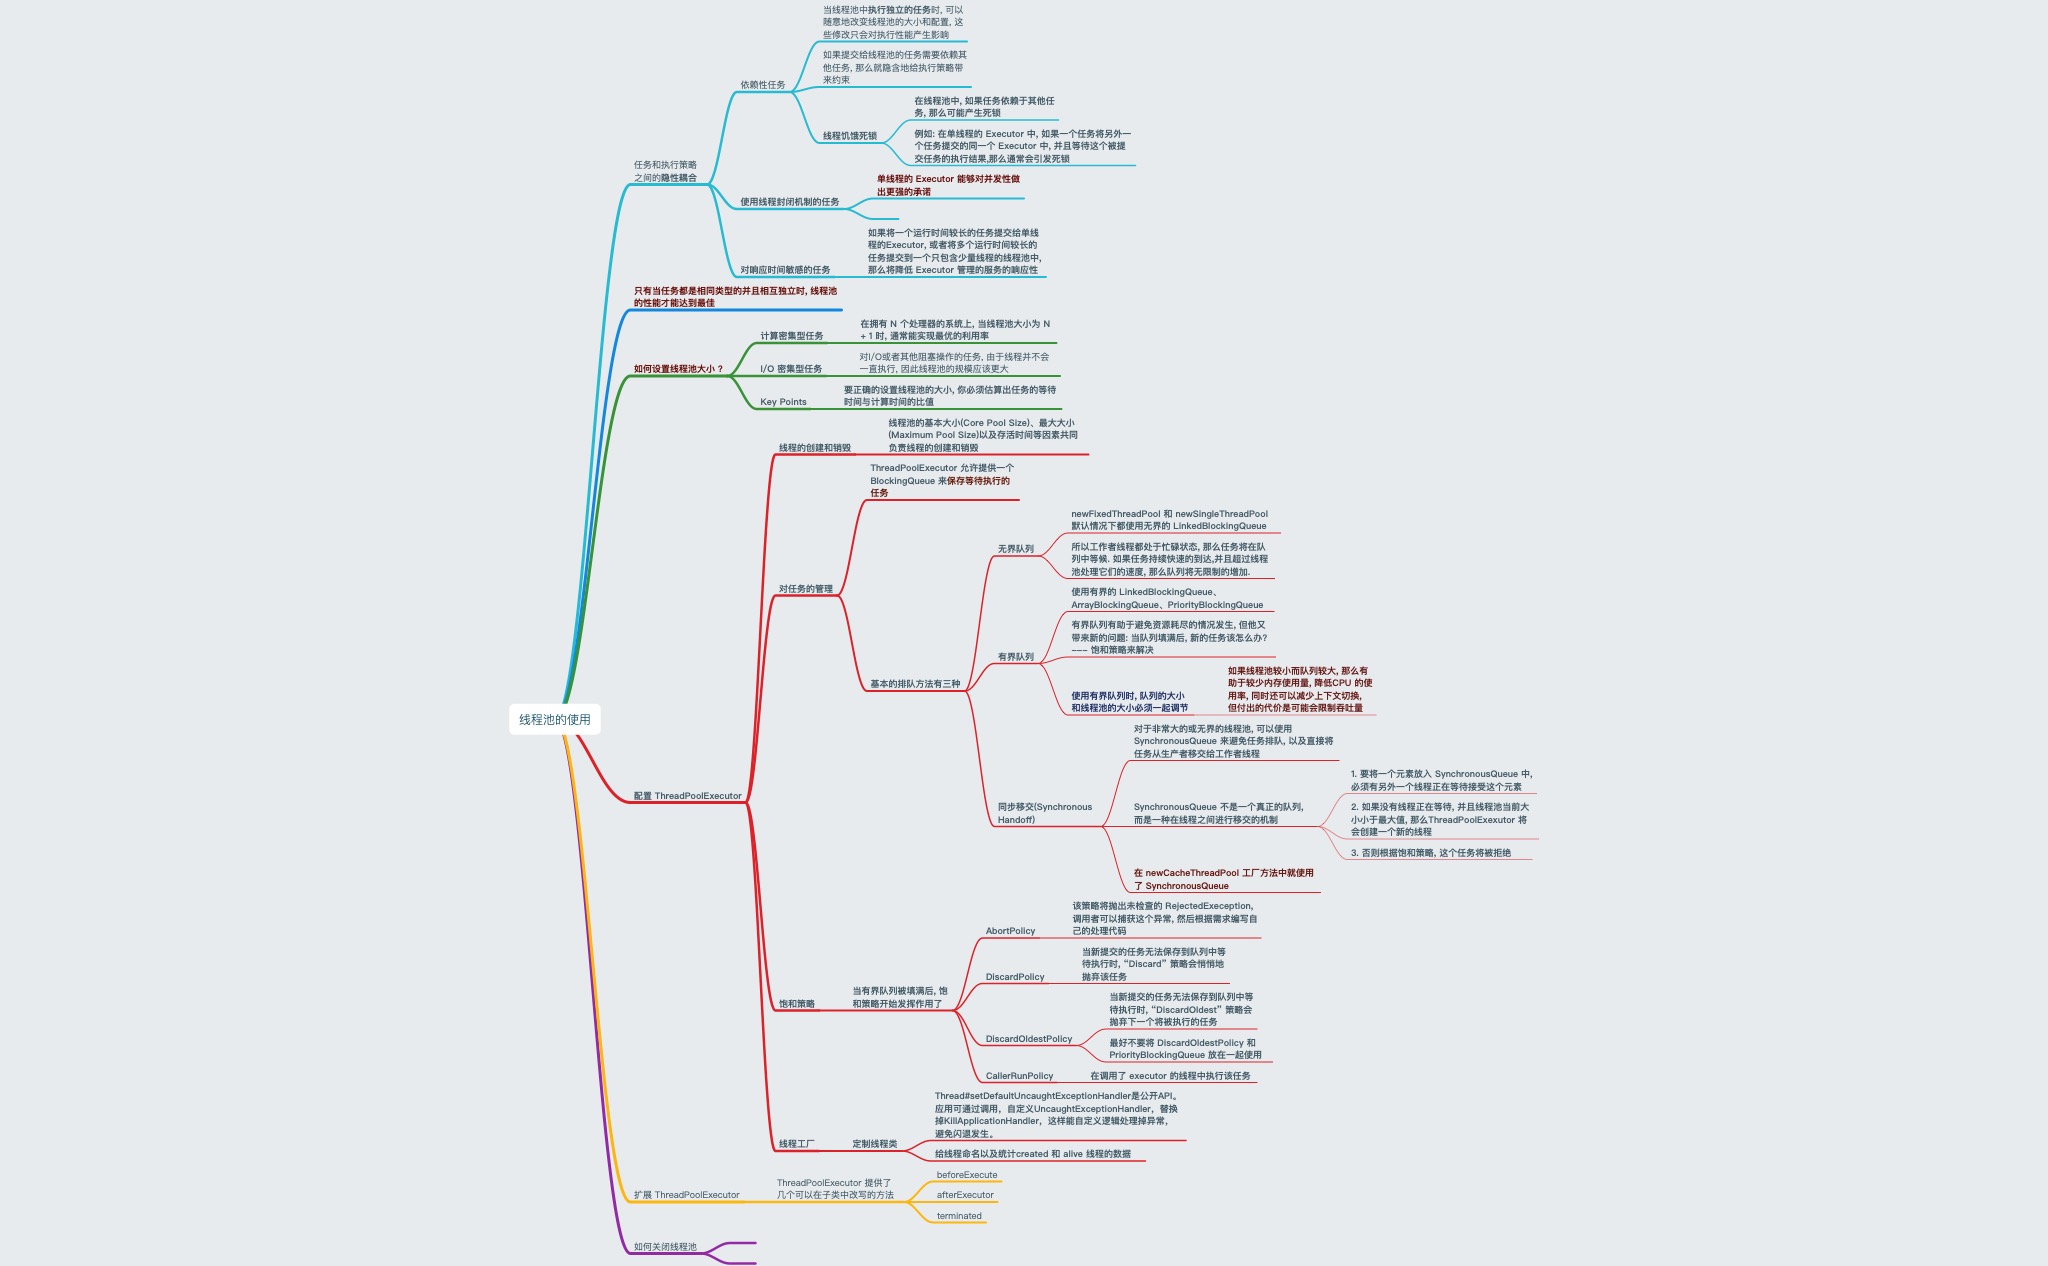 线程池的使用
任务和执行策略
之间的隐性耦合
依赖性任务
当线程池中执行独立的任务时, 可以
随意地改变线程池的大小和配置, 这
些修改只会对执行性能产生影响
如果提交给线程池的任务需要依赖其
他任务, 那么就隐含地给执行策略带
来约束
线程饥饿死锁
在线程池中, 如果任务依赖于其他任
务, 那么可能产生死锁
例如: 在单线程的 Executor 中, 如果一个任务将另外一
个任务提交的同一个 Executor 中, 并且等待这个被提
交任务的执行结果,那么通常会引发死锁
使用线程封闭机制的任务
单线程的 Executor 能够对并发性做
出更强的承诺
对响应时间敏感的任务
如果将一个运行时间较长的任务提交给单线
程的Executor, 或者将多个运行时间较长的
任务提交到一个只包含少量线程的线程池中,
那么将降低 Executor 管理的服务的响应性
只有当任务都是相同类型的并且相互独立时, 线程池
的性能才能达到最佳
如何设置线程池大小 ?
计算密集型任务
在拥有 N 个处理器的系统上, 当线程池大小为 N
+ 1 时, 通常能实现最优的利用率
I/O 密集型任务
对I/O或者其他阻塞操作的任务, 由于线程并不会
一直执行, 因此线程池的规模应该更大
Key Points
要正确的设置线程池的大小, 你必须估算出任务的等待
时间与计算时间的比值
配置 ThreadPoolExecutor
线程的创建和销毁
线程池的基本大小(Core Pool Size)、最大大小
(Maximum Pool Size)以及存活时间等因素共同
负责线程的创建和销毁
对任务的管理
ThreadPoolExecutor 允许提供一个
BlockingQueue 来保存等待执行的
任务
基本的排队方法有三种
无界队列
newFixedThreadPool 和 newSingleThreadPool
默认情况下都使用无界的 LinkedBlockingQueue
所以工作者线程都处于忙碌状态, 那么任务将在队
列中等候. 如果任务持续快速的到达,并且超过线程
池处理它们的速度, 那么队列将无限制的增加.
有界队列
使用有界的 LinkedBlockingQueue、
ArrayBlockingQueue、PriorityBlockingQueue
有界队列有助于避免资源耗尽的情况发生, 但他又
带来新的问题: 当队列填满后, 新的任务该怎么办?
--- 饱和策略来解决
使用有界队列时, 队列的大小
和线程池的大小必须一起调节
如果线程池较小而队列较大, 那么有
助于较少内存使用量, 降低CPU 的使
用率, 同时还可以减少上下文切换,
但付出的代价是可能会限制吞吐量
同步移交(Synchronous
Handoff)
对于非常大的或无界的线程池, 可以使用
SynchronousQueue 来避免任务排队, 以及直接将
任务从生产者移交给工作者线程
SynchronousQueue 不是一个真正的队列,
而是一种在线程之间进行移交的机制
1. 要将一个元素放入 SynchronousQueue 中,
必须有另外一个线程正在等待接受这个元素
2. 如果没有线程正在等待, 并且线程池当前大
小小于最大值, 那么ThreadPoolExexutor 将
会创建一个新的线程
3. 否则根据饱和策略, 这个任务将被拒绝
在 newCacheThreadPool 工厂方法中就使用
了 SynchronousQueue
饱和策略
当有界队列被填满后, 饱
和策略开始发挥作用了
AbortPolicy
该策略将抛出未检查的 RejectedExeception,
调用者可以捕获这个异常, 然后根据需求编写自
己的处理代码
DiscardPolicy
当新提交的任务无法保存到队列中等
待执行时, “Discard” 策略会悄悄地
抛弃该任务
DiscardOldestPolicy
当新提交的任务无法保存到队列中等
待执行时, “DiscardOldest” 策略会
抛弃下一个将被执行的任务
最好不要将 DiscardOldestPolicy 和
PriorityBlockingQueue 放在一起使用
CallerRunPolicy
在调用了 executor 的线程中执行该任务
线程工厂
定制线程类
Thread#setDefaultUncaughtExceptionHandler是公开API。
应用可通过调用，自定义UncaughtExceptionHandler，替换
掉KillApplicationHandler，这样能自定义逻辑处理掉异常，
避免闪退发生。
给线程命名以及统计created 和 alive 线程的数据
扩展 ThreadPoolExecutor
ThreadPoolExecutor 提供了
几个可以在子类中改写的方法
beforeExecute
afterExecutor
terminated
如何关闭线程池